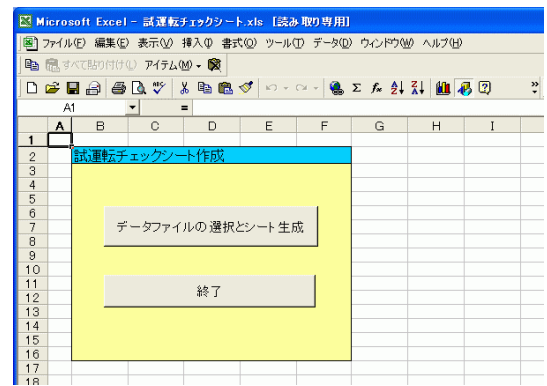 Microsoft Excel - 試運転チェックシート.xls [読み取り専用]
ファイル(F) 編集(E) 表示(V) 挿入(I) 書式(O) ツール(T) データ(D) ウィンドウ(W) ヘルプ(H)
すべて貼り付け(L) アイテム(M)
A1 =
A B C D E F G H I
1
2 試運転チェックシート作成
3
4
5
6
7 データファイルの選択とシート生成
8
9
10
11
12 終了
13
14
15
16
17
18